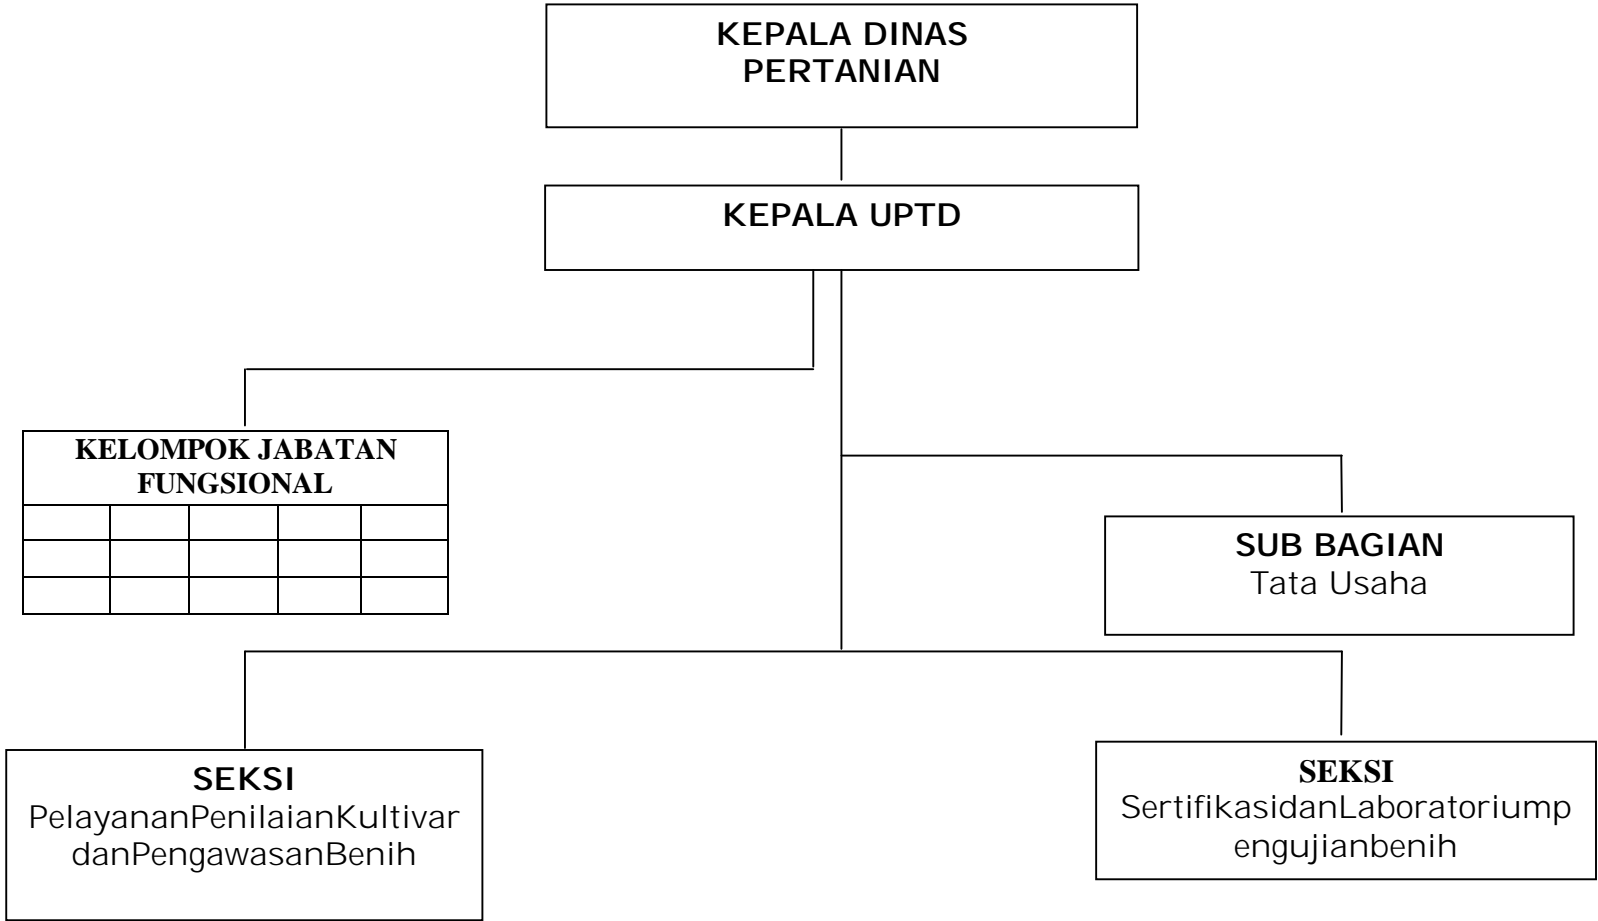 KEPALA DINAS
PERTANIAN
KEPALA UPTD
KELOMPOK JABATAN
FUNGSIONAL
SUB BAGIAN
Tata Usaha
SEKSI
PelayananPenilaianKultivar
danPengawasanBenih
SEKSI
SertifikasidanLaboratoriump
engujianbenih